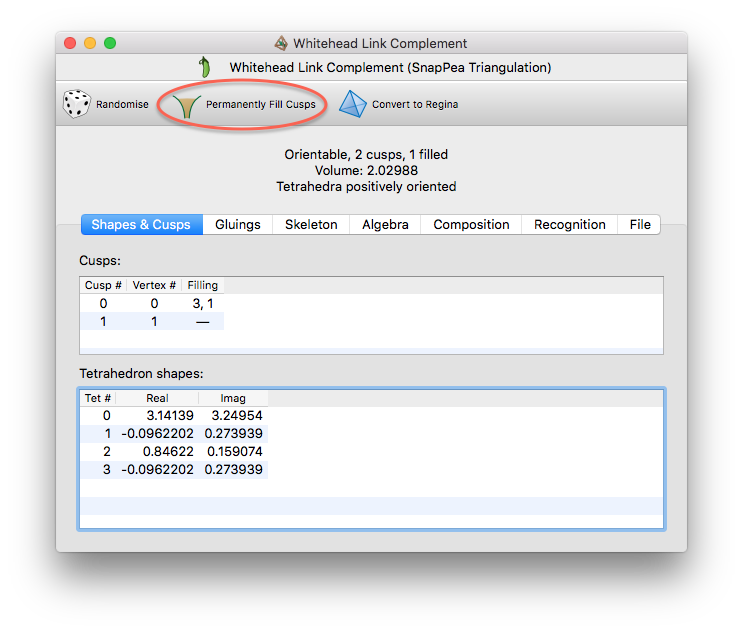 Whitehead Link Complement
Whitehead Link Complement (SnapPea Triangulation)
Randomise Permanently Fill Cusps Convert to Regina
Orientable, 2 cusps, 1 filled
Volume: 2.02988
Tetrahedra positively oriented
Shapes & Cusps Gluings Skeleton Algebra Composition Recognition File
Cusps:
Cusp # Vertex # Filling
0 0 3, 1
1 1 —
Tetrahedron shapes:
Tet # Real Imag
0 3.14139 3.24954
1 -0.0962202 0.273939
2 0.84622 0.159074
3 -0.0962202 0.273939